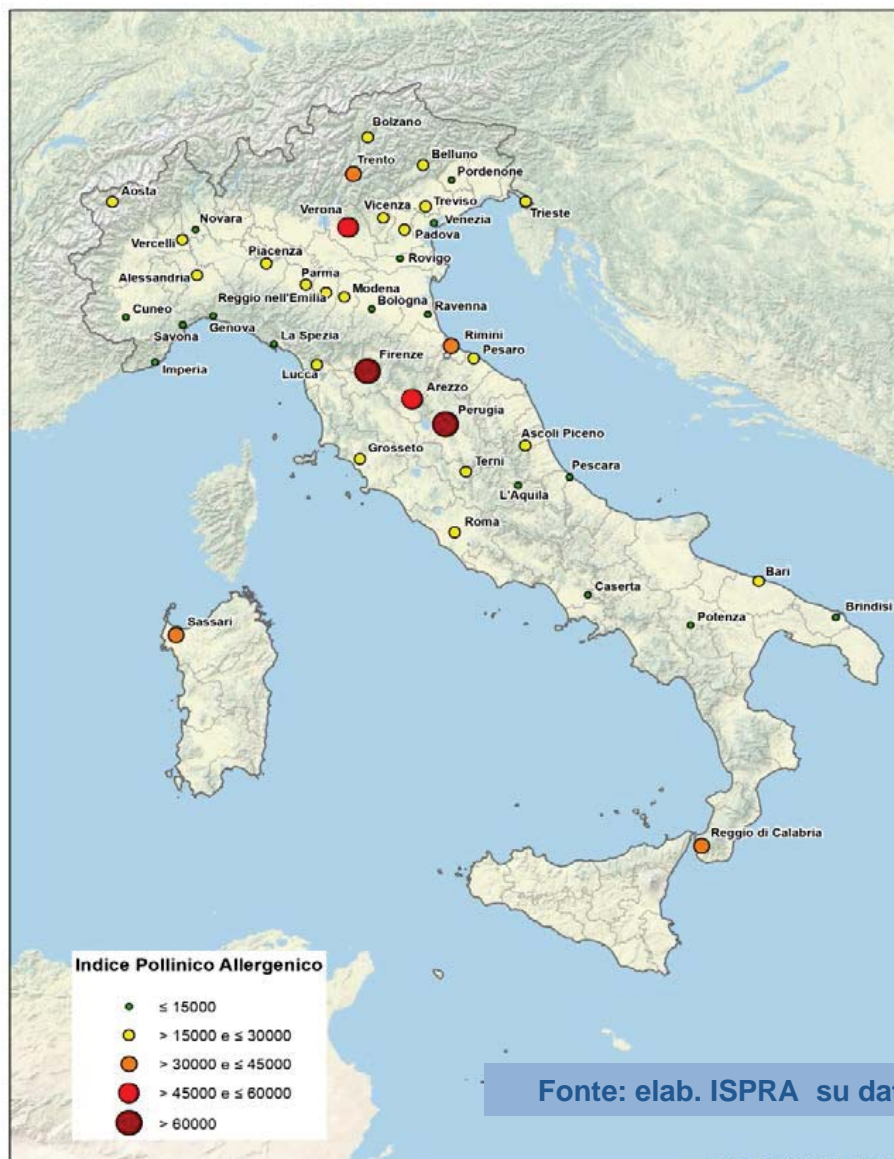 Bolzano
Trento
Belluno
Pordenone
Aosta
Novara
Verona
Vicenza
Treviso
Venezia
Trieste
Vercelli
Padova
Piacenza
Rovigo
Alessandria
Parma
Modena
Reggio nell'Emilia
Bologna
Ravenna
Cuneo
Genova
Savona
La Spezia
Rimini
Imperia
Firenze
Pesaro
Lucca
Arezzo
Perugia
Ascoli Piceno
Grosseto
Terni
Pescara
L'Aquila
Roma
Bari
Caserta
Brindisi
Potenza
Sassari
Reggio di Calabria
Indice Pollinico Allergenico
≤ 15000
> 15000 e ≤ 30000
> 30000 e ≤ 45000
> 45000 e ≤ 60000
> 60000
Fonte: elab. ISPRA su da